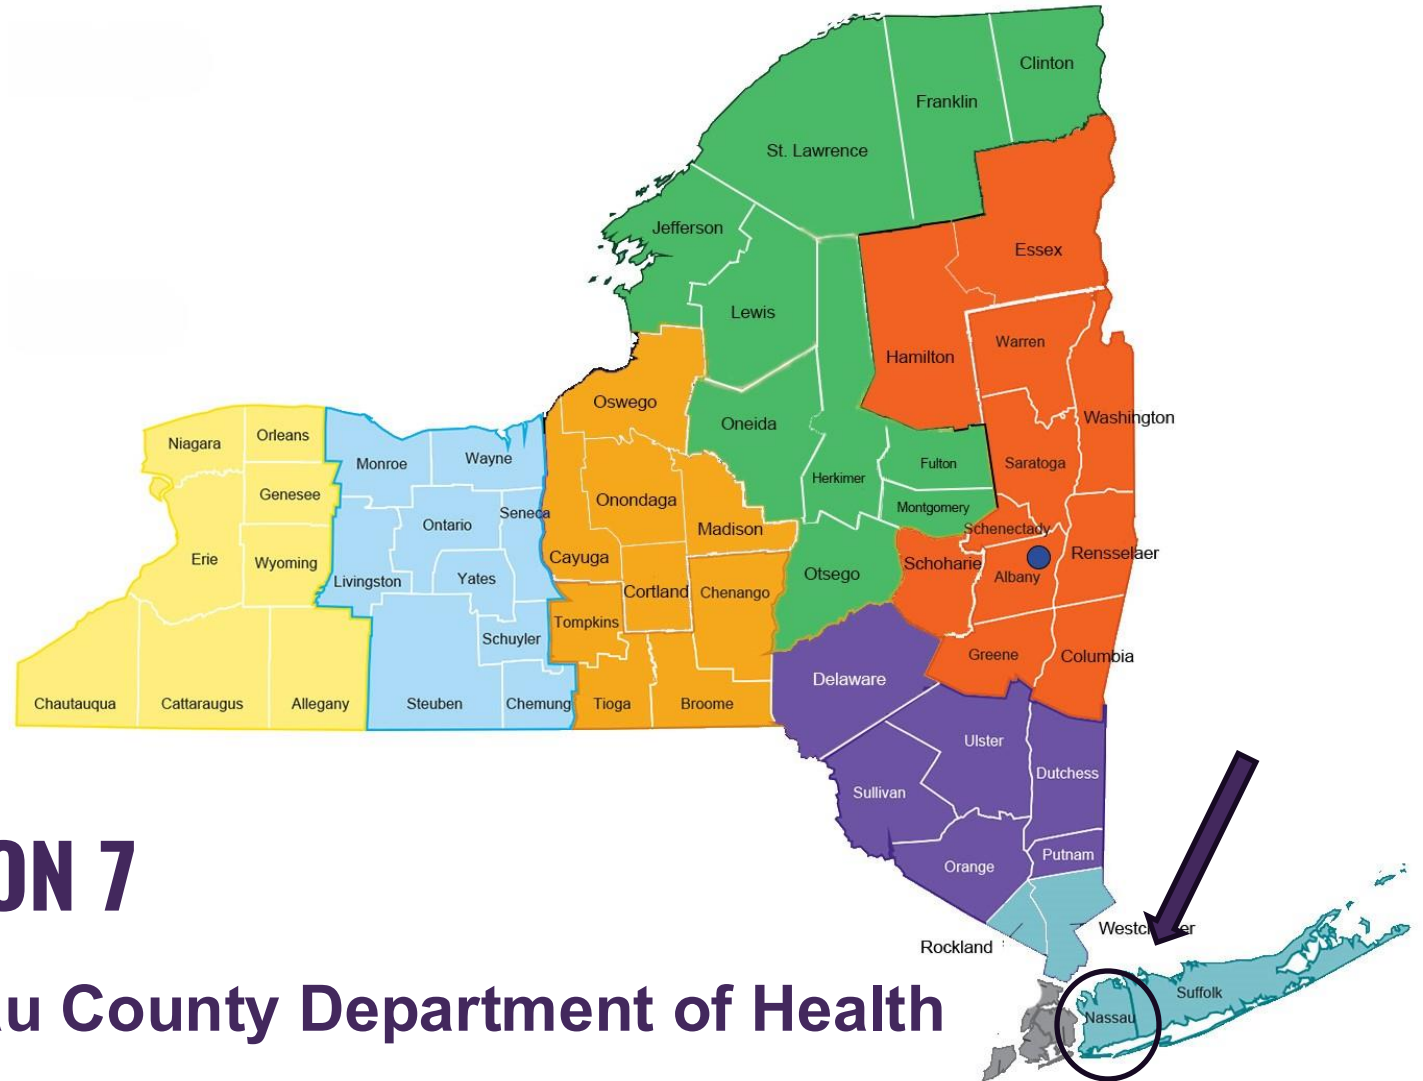 Clinton
Franklin
St. Lawrence
Jefferson
Essex
Lewis
Warren
Hamilton
Oswego
Washington
Oneida
Orleans
Niagara
Wayne
Monroe
Fulton
Saratoga
Herkimer
Genesee
Onondaga
Montgomery
Seneca
Ontario
Madison
Schenectady
Rensselaer
Cayuga
Erie
Wyoming
Schoharie
Otsego
Albany
Yates
Livingston
Cortland
Chenango
Tompkins
Schuyler
Greene
Columbia
Delaware
Chautauqua
Cattaraugus
Allegany
Steuben
Chemung
Tioga
Broome
Ulster
Dutchess
Sullivan
Putnam
Orange
ON 7
Rockland
Suffolk
Nassau
u County Department of Health